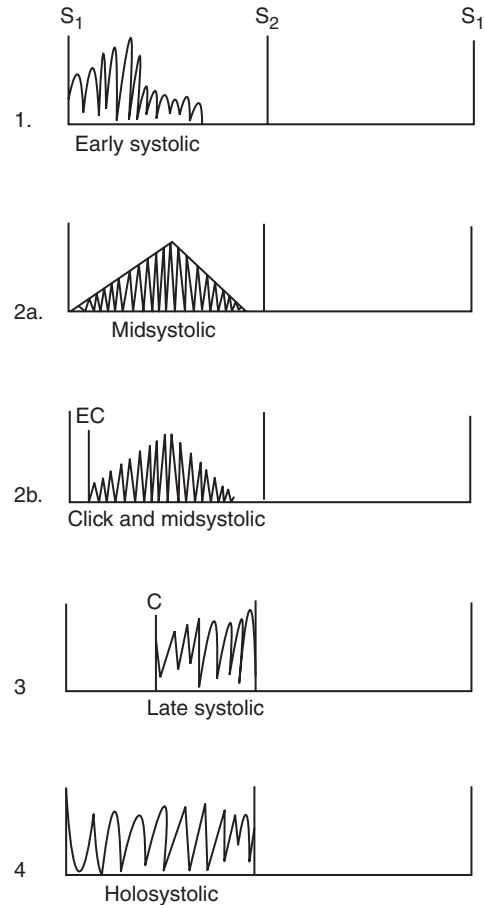 S1 S2 S1
1.
Early systolic
2a.
Midsystolic
EC
2b.
Click and midsystolic
C
3
Late systolic
4
Holosystolic